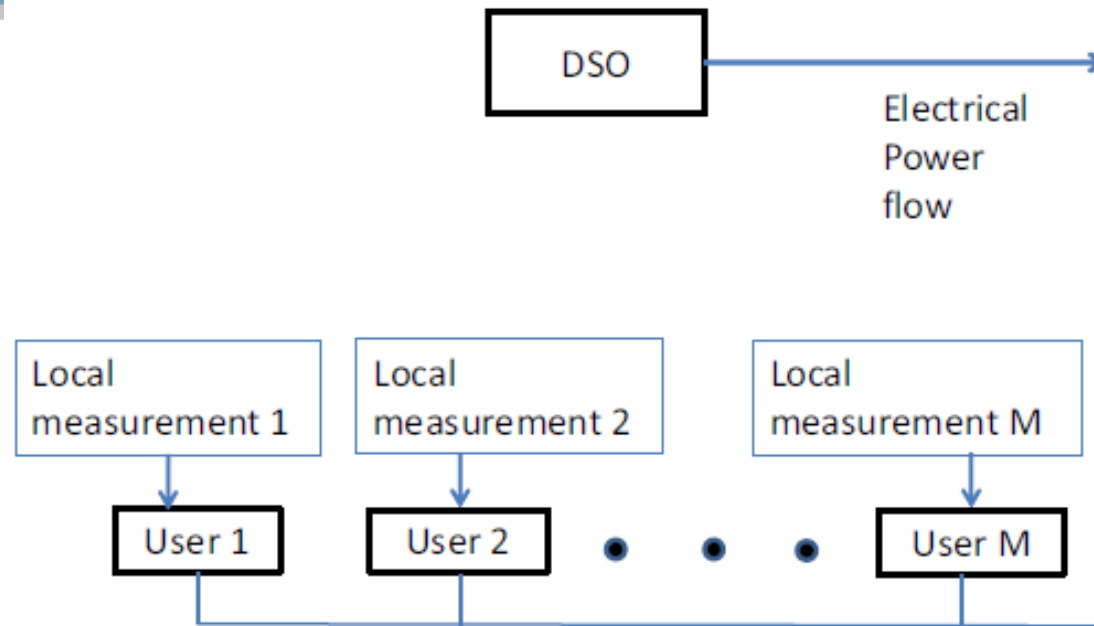 DSO
Electrical
Power
flow
Local
measurement 1
Local
measurement 2
Local
measurement M
User 1
User 2
User M